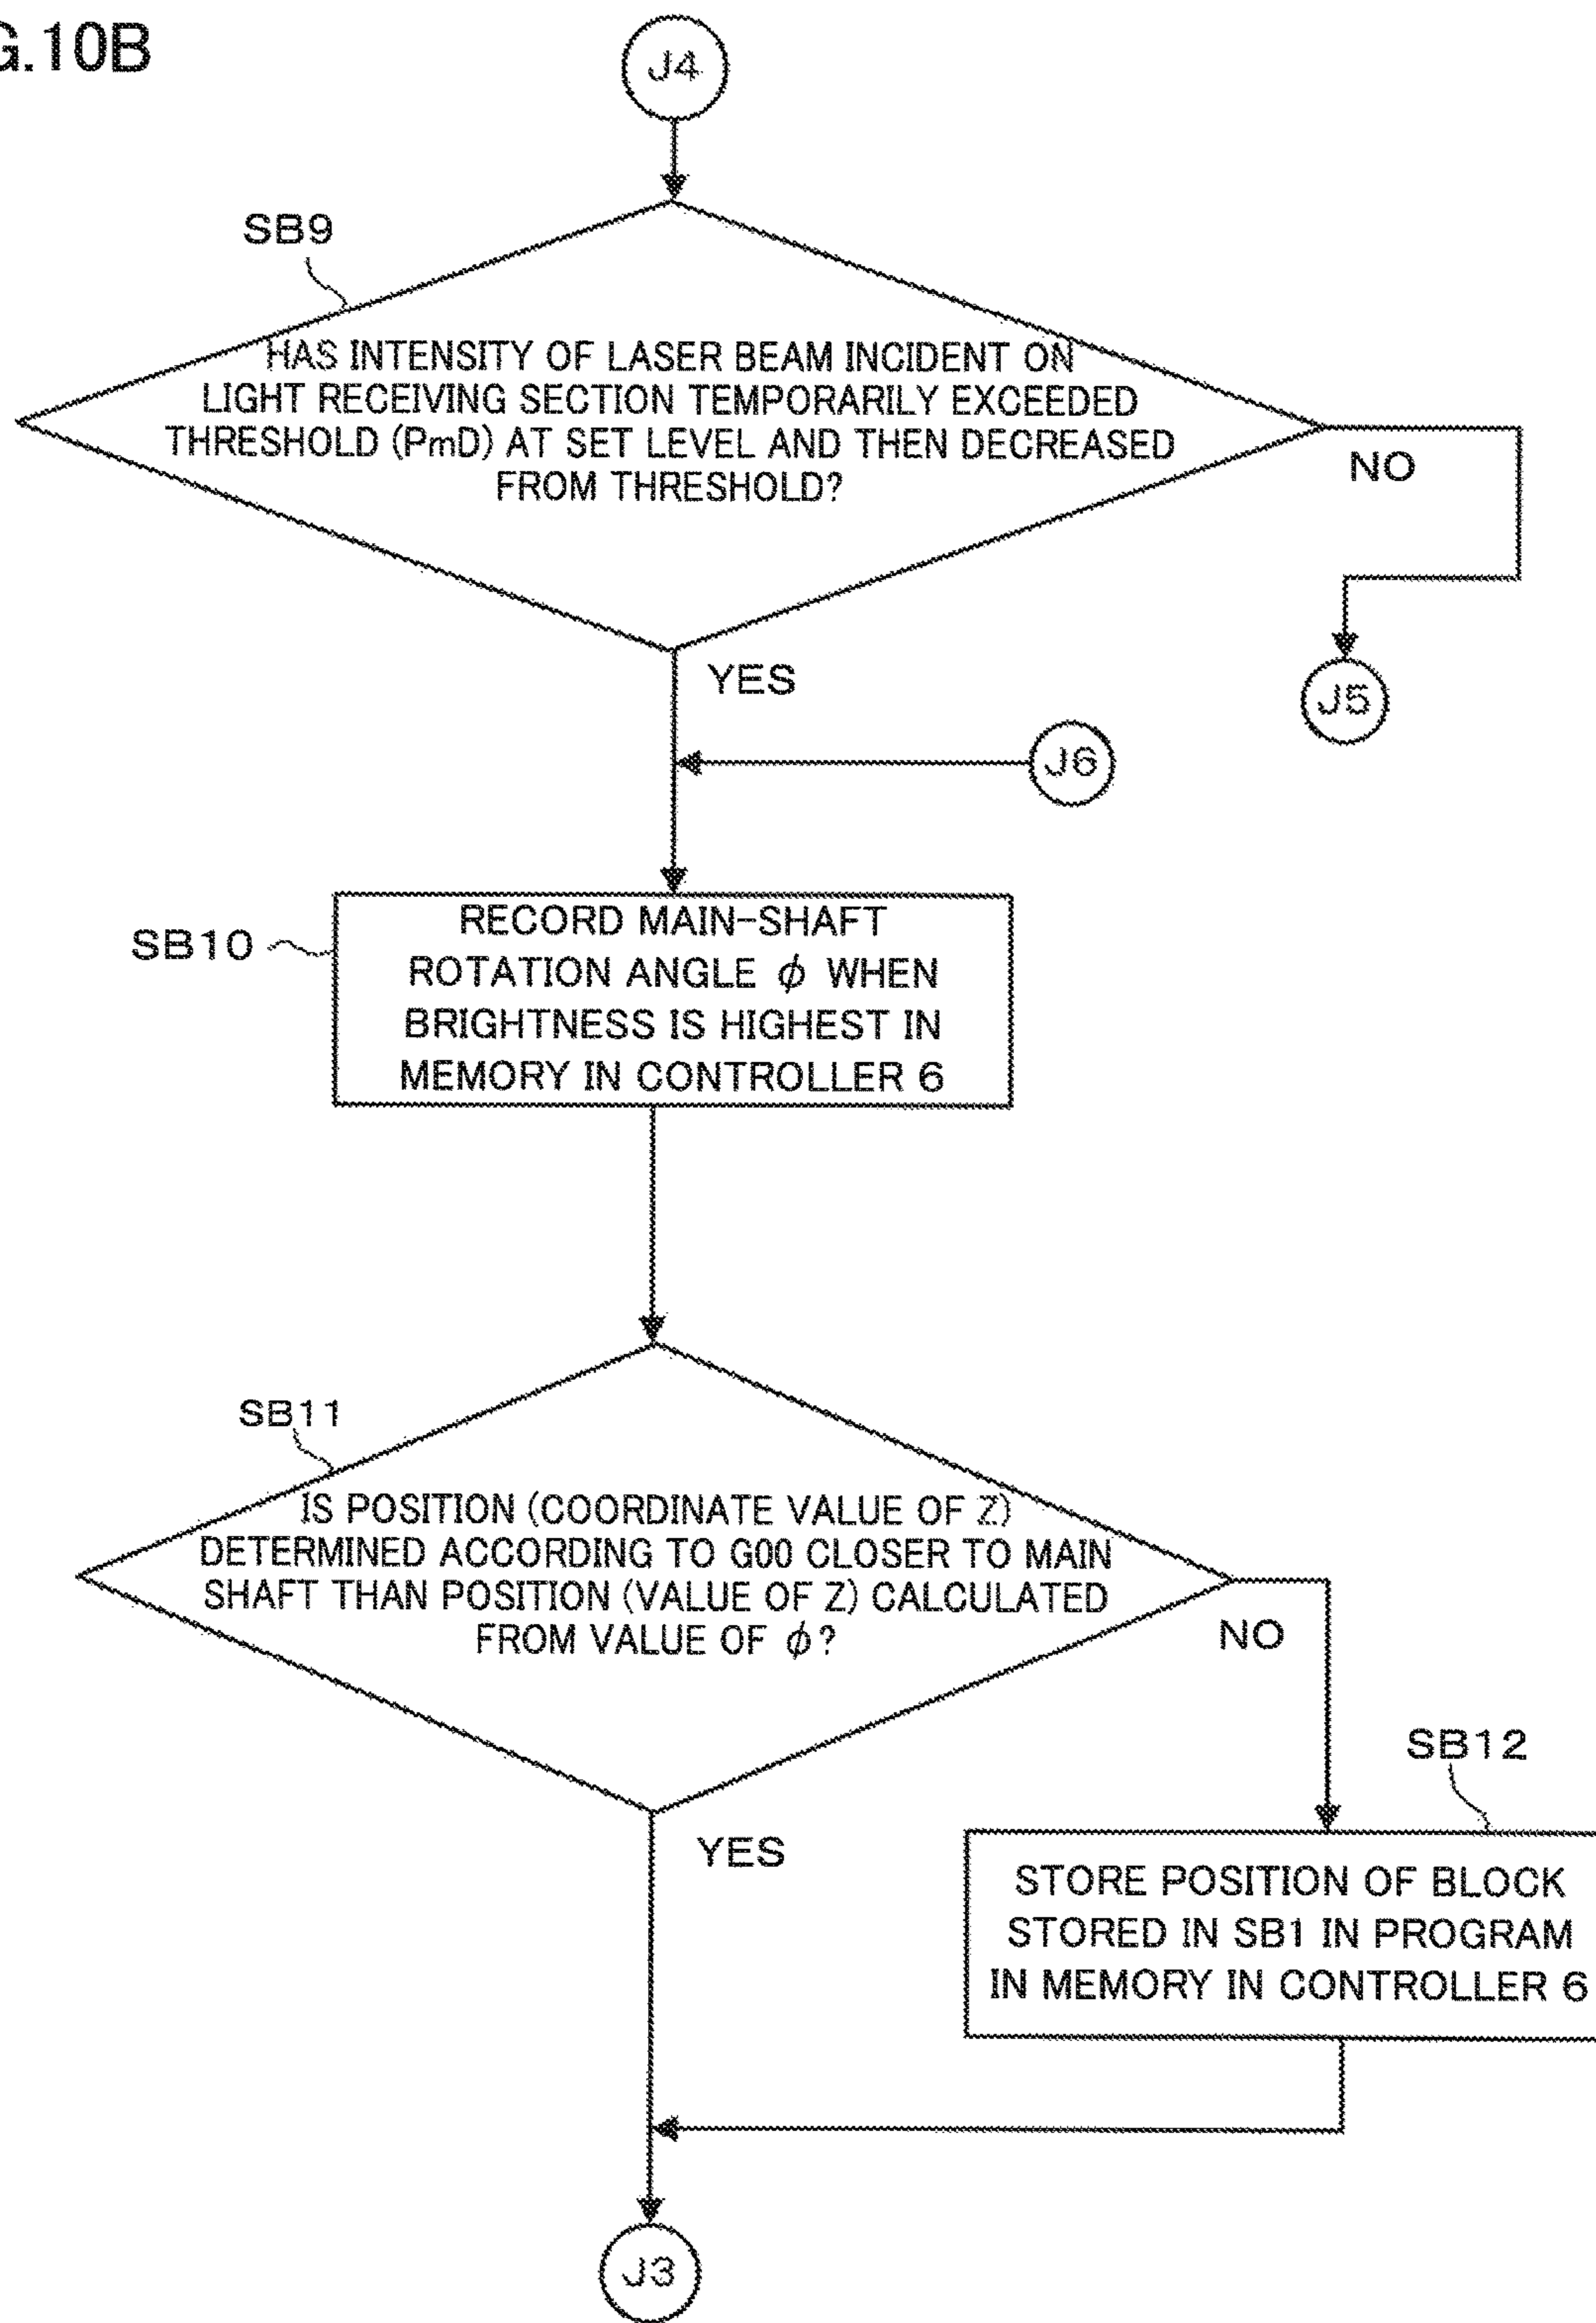 G.10B
J4
SB9
HAS INTENSITY OF LASER BEAM INCIDENT ON
LIGHT RECEIVING SECTION TEMPORARILY EXCEEDED
THRESHOLD (PmD) AT SET LEVEL AND THEN DECREASED
FROM THRESHOLD?
NO
YES
J5
J6
SB10
RECORD MAIN-SHAFT
ROTATION ANGLE ϕ WHEN
BRIGHTNESS IS HIGHEST IN
MEMORY IN CONTROLLER 6
SB11
IS POSITION (COORDINATE VALUE OF Z)
DETERMINED ACCORDING TO G00 CLOSER TO MAIN
SHAFT THAN POSITION (VALUE OF Z) CALCULATED
FROM VALUE OF ϕ?
NO
SB12
YES
STORE POSITION OF BLOCK
STORED IN SB1 IN PROGRAM
IN MEMORY IN CONTROLLER 6
J3